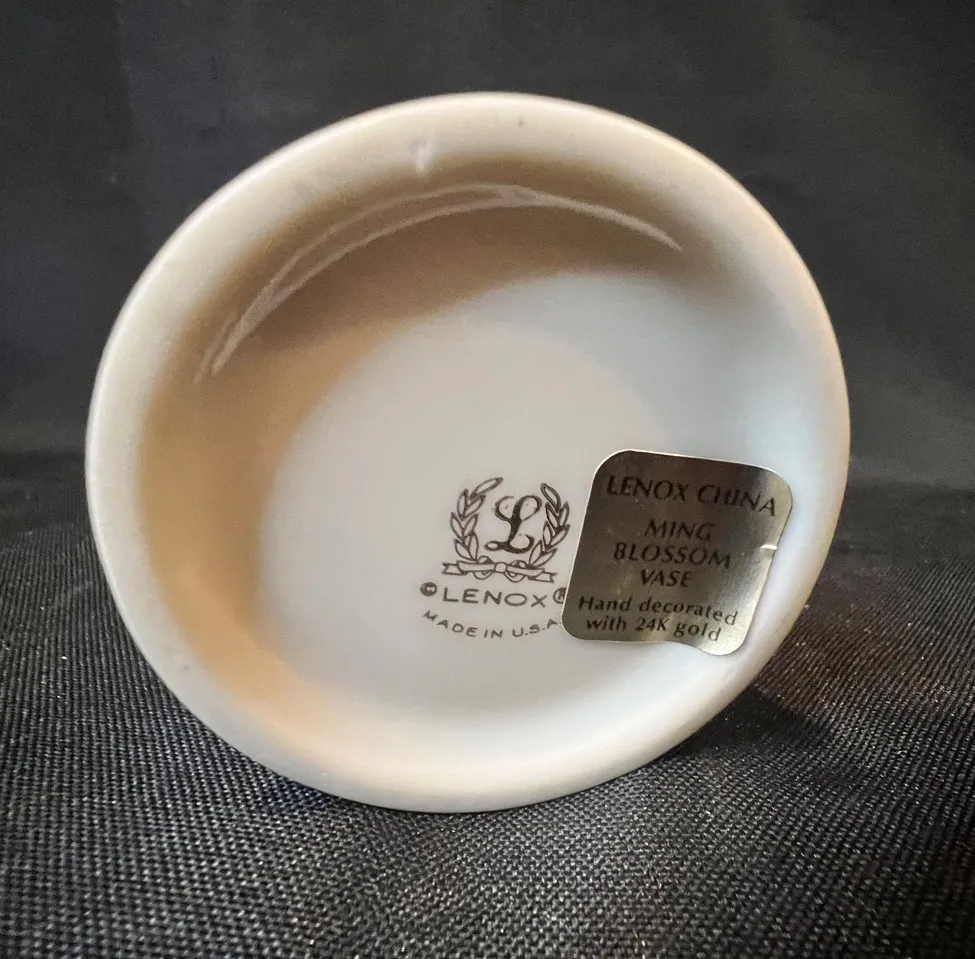 L
©LENOX®
MADE IN U.S.A.
LENOX CHINA
MING
BLOSSOM
VASE
Hand decorated
with 24K gold